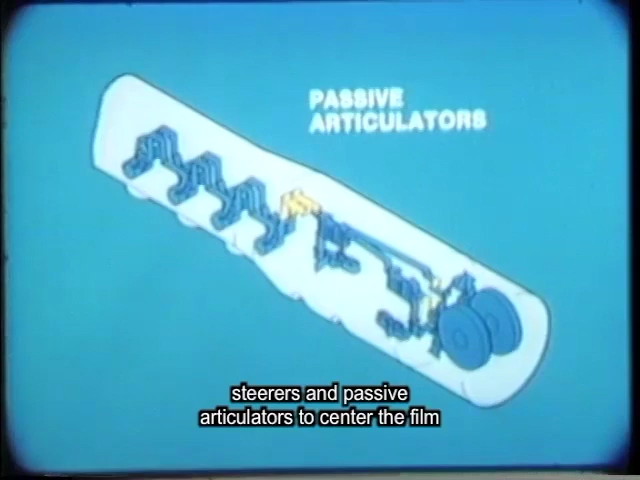 PASSIVE
ARTICULATORS
steerers and passive
articulators to center the film